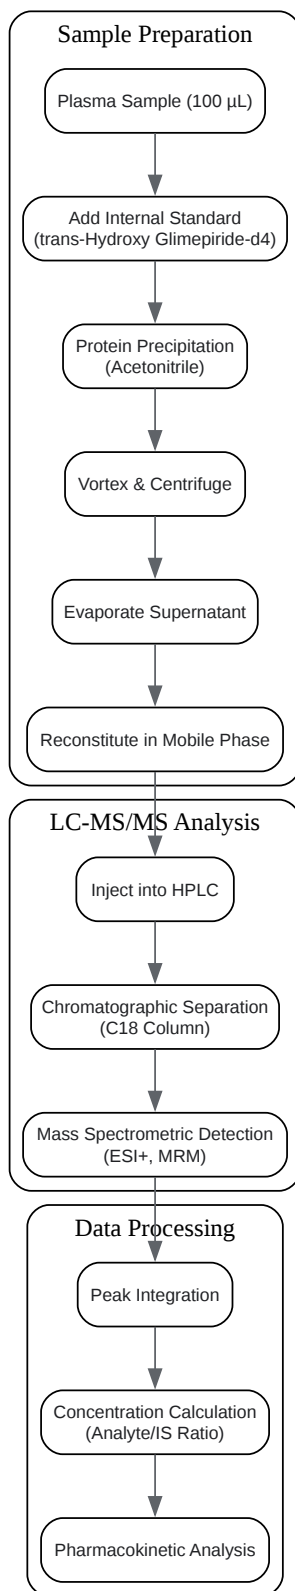 Sample Preparation
Plasma Sample (100 µL)
Add Internal Standard
(trans-Hydroxy Glimepiride-d4)
Protein Precipitation
(Acetonitrile)
Vortex & Centrifuge
Evaporate Supernatant
Reconstitute in Mobile Phase
LC-MS/MS Analysis
Inject into HPLC
Chromatographic Separation
(C18 Column)
Mass Spectrometric Detection
(ESI+, MRM)
Data Processing
Peak Integration
Concentration Calculation
(Analyte/IS Ratio)
Pharmacokinetic Analysis